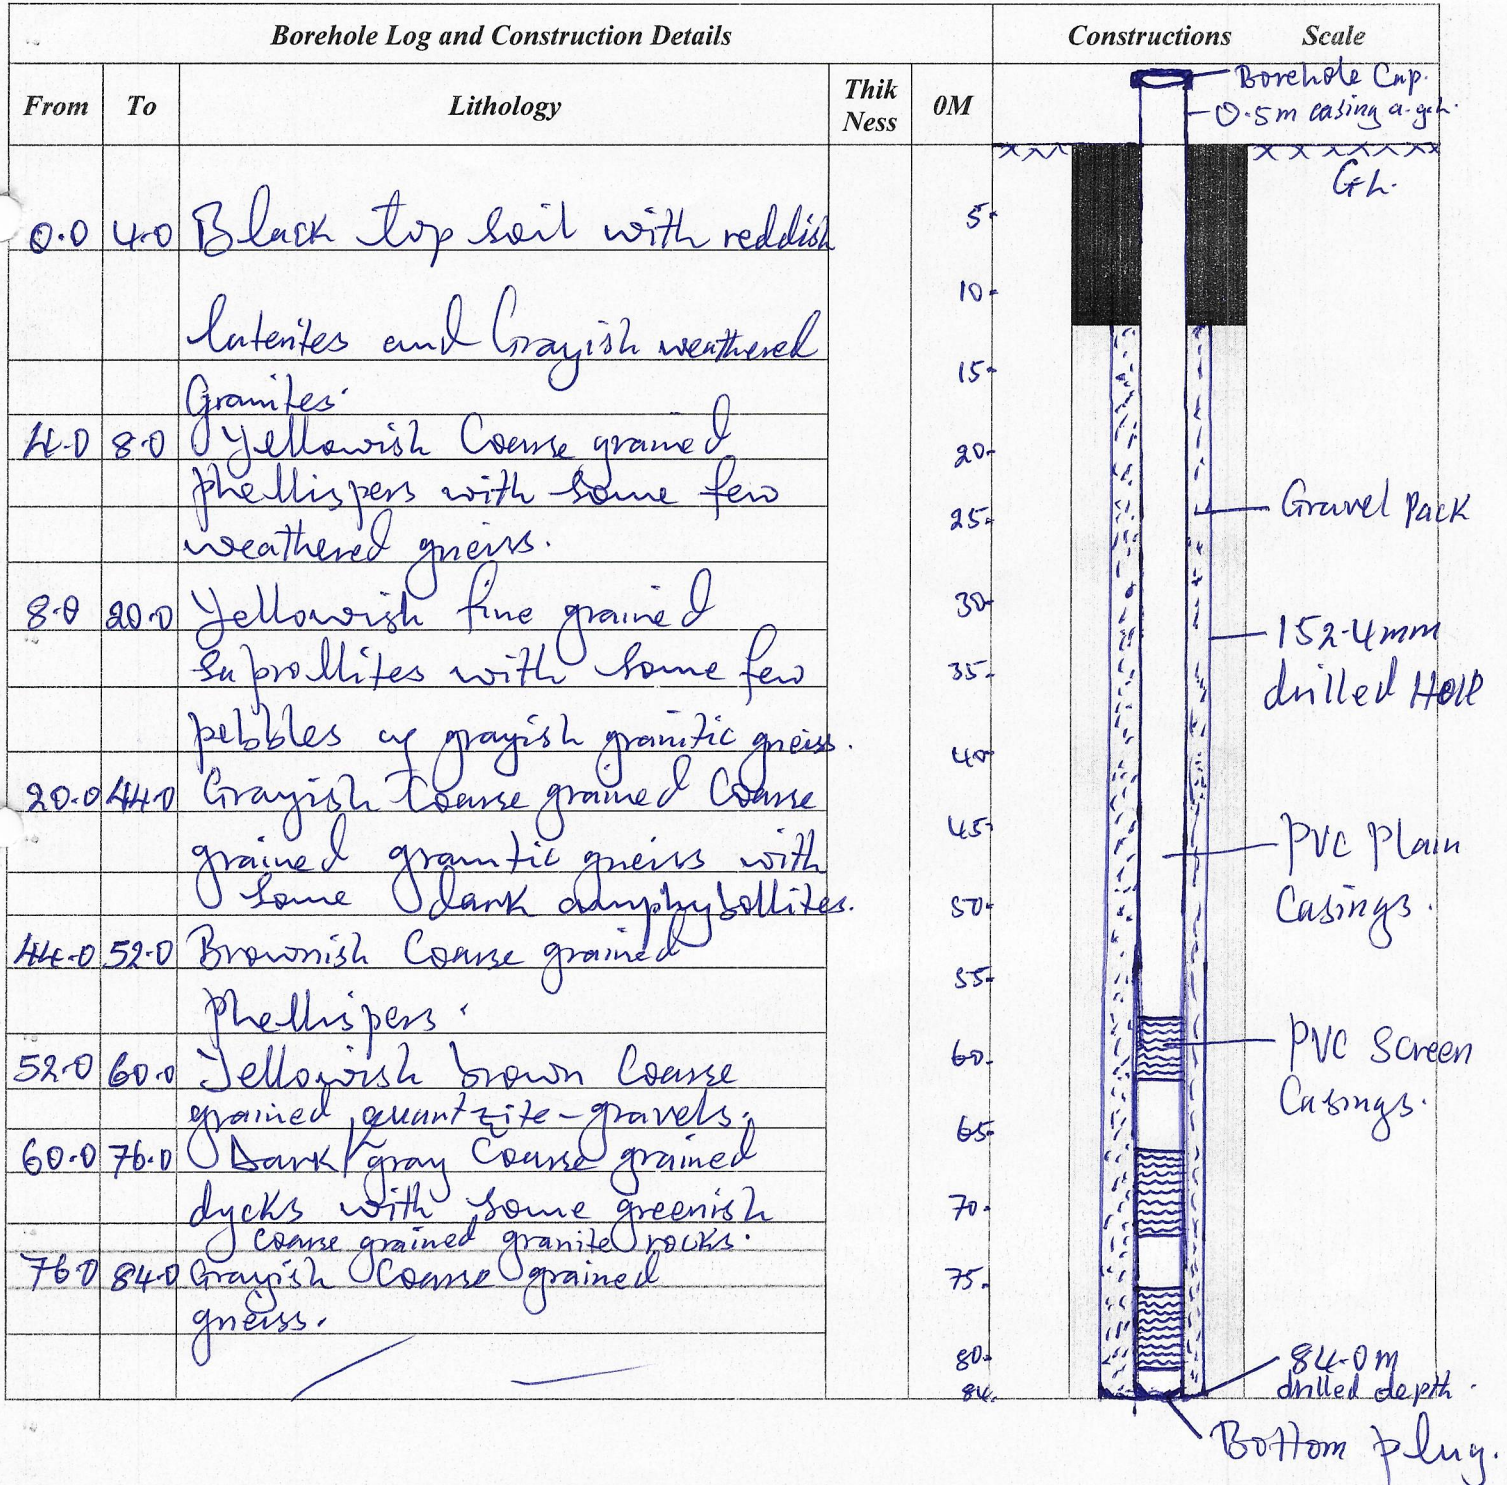 Borehole Log and Construction Details
Constructions Scale
From To Lithology Thik Ness 0M
Borehole Cap.
0.5m casing a.g.h.
G.L.
0.0 4.0 Black top soil with reddish
laterites and Grayish weathered
Granites.
4.0 8.0 Yellowish Coarse grained
phellispers with some few
weathered gneiss.
8.0 20.0 Yellowish fine grained
saprollites with some few
pebbles of grayish granitic gneiss.
20.0 44.0 Grayish Coarse grained Coarse
grained granitic gneiss with
some dark amphybollites.
44.0 52.0 Brownish Coarse grained
phellispers.
52.0 60.0 Yellowish brown Coarse
grained quartzite-gravels.
60.0 76.0 Dark/gray Coarse grained
dycks with some greenish
coarse grained granite rocks.
76.0 84.0 Grayish Coarse grained
gneiss.
5
10
15
20
25
30
35
40
45
50
55
60
65
70
75
80
84
Gravel Pack
152.4mm
drilled Hole
PVC Plain
Casings.
PVC Screen
Casings.
84.0m
drilled depth.
Bottom plug.